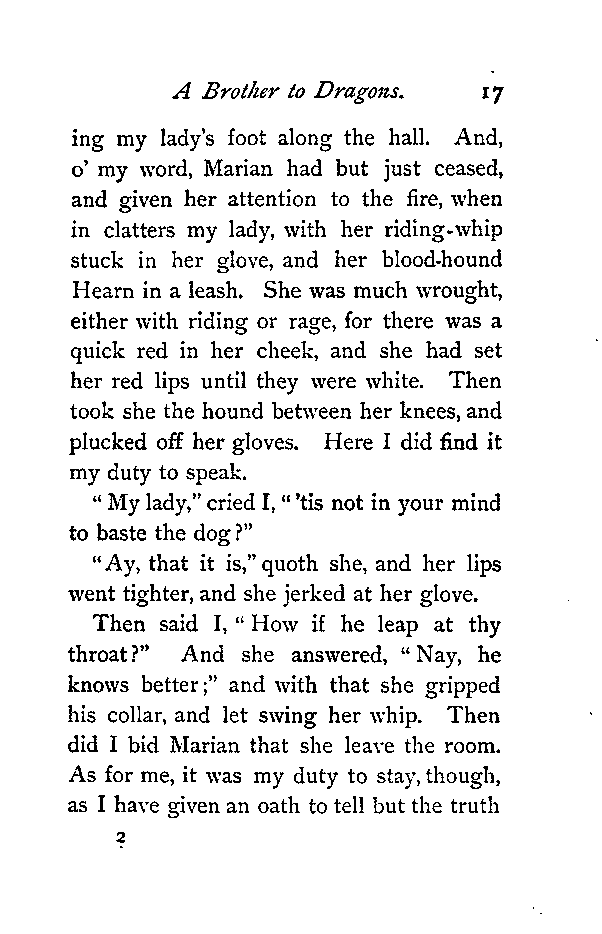 A Brother to Dragons. 17
ing my lady's foot along the hall. And,
o' my word, Marian had but just ceased,
and given her attention to the fire, when
in clatters my lady, with her riding-whip
stuck in her glove, and her blood-hound
Hearn in a leash. She was much wrought,
either with riding or rage, for there was a
quick red in her cheek, and she had set
her red lips until they were white. Then
took she the hound between her knees, and
plucked off her gloves. Here I did find it
my duty to speak.
"My lady," cried I, "'tis not in your mind
to baste the dog?"
"Ay, that it is," quoth she, and her lips
went tighter, and she jerked at her glove.
Then said I, "How if he leap at thy
throat?" And she answered, "Nay, he
knows better;" and with that she gripped
his collar, and let swing her whip. Then
did I bid Marian that she leave the room.
As for me, it was my duty to stay, though,
as I have given an oath to tell but the truth
2